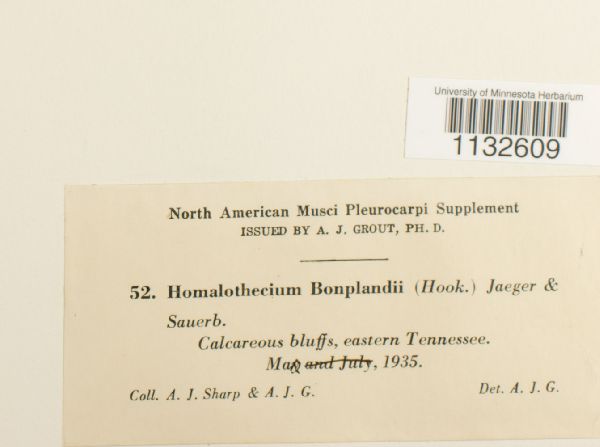 University of Minnesota Herbarium
1132609
North American Musci Pleurocarpi Supplement
ISSUED BY A. J. GROUT, PH. D.
52. Homalothecium Bonplandii (Hook.) Jaeger &
Sauerb.
Calcareous bluffs, eastern Tennessee.
May and July, 1935.
Coll. A. J. Sharp & A. J. G.
Det. A. J. G.